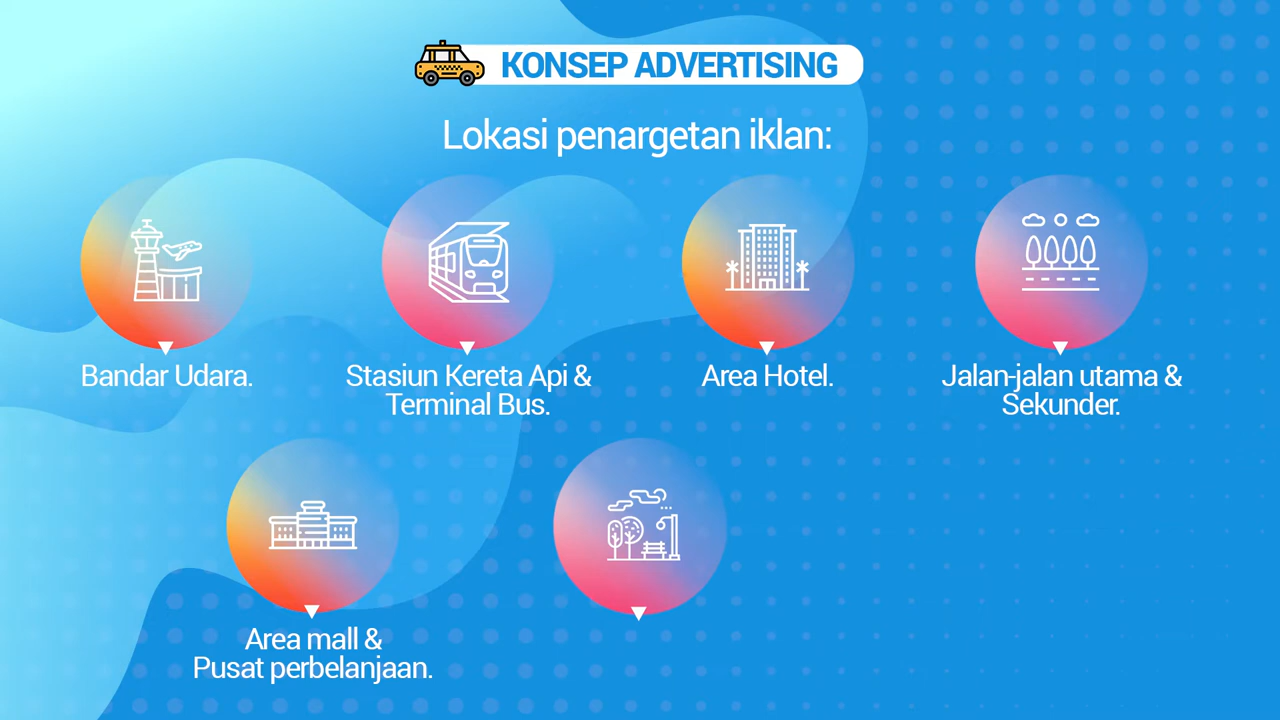 KONSEP ADVERTISING
Lokasi penargetan iklan:
Bandar Udara.
Stasiun Kereta Api &
Terminal Bus.
Area Hotel.
Jalan-jalan utama &
Sekunder.
Area mall &
Pusat perbelanjaan.